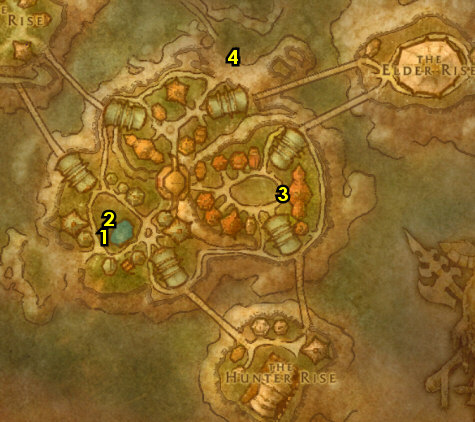 E RISE
4
THE
ELDER RISE
3
2
1
THE
HUNTER RISE